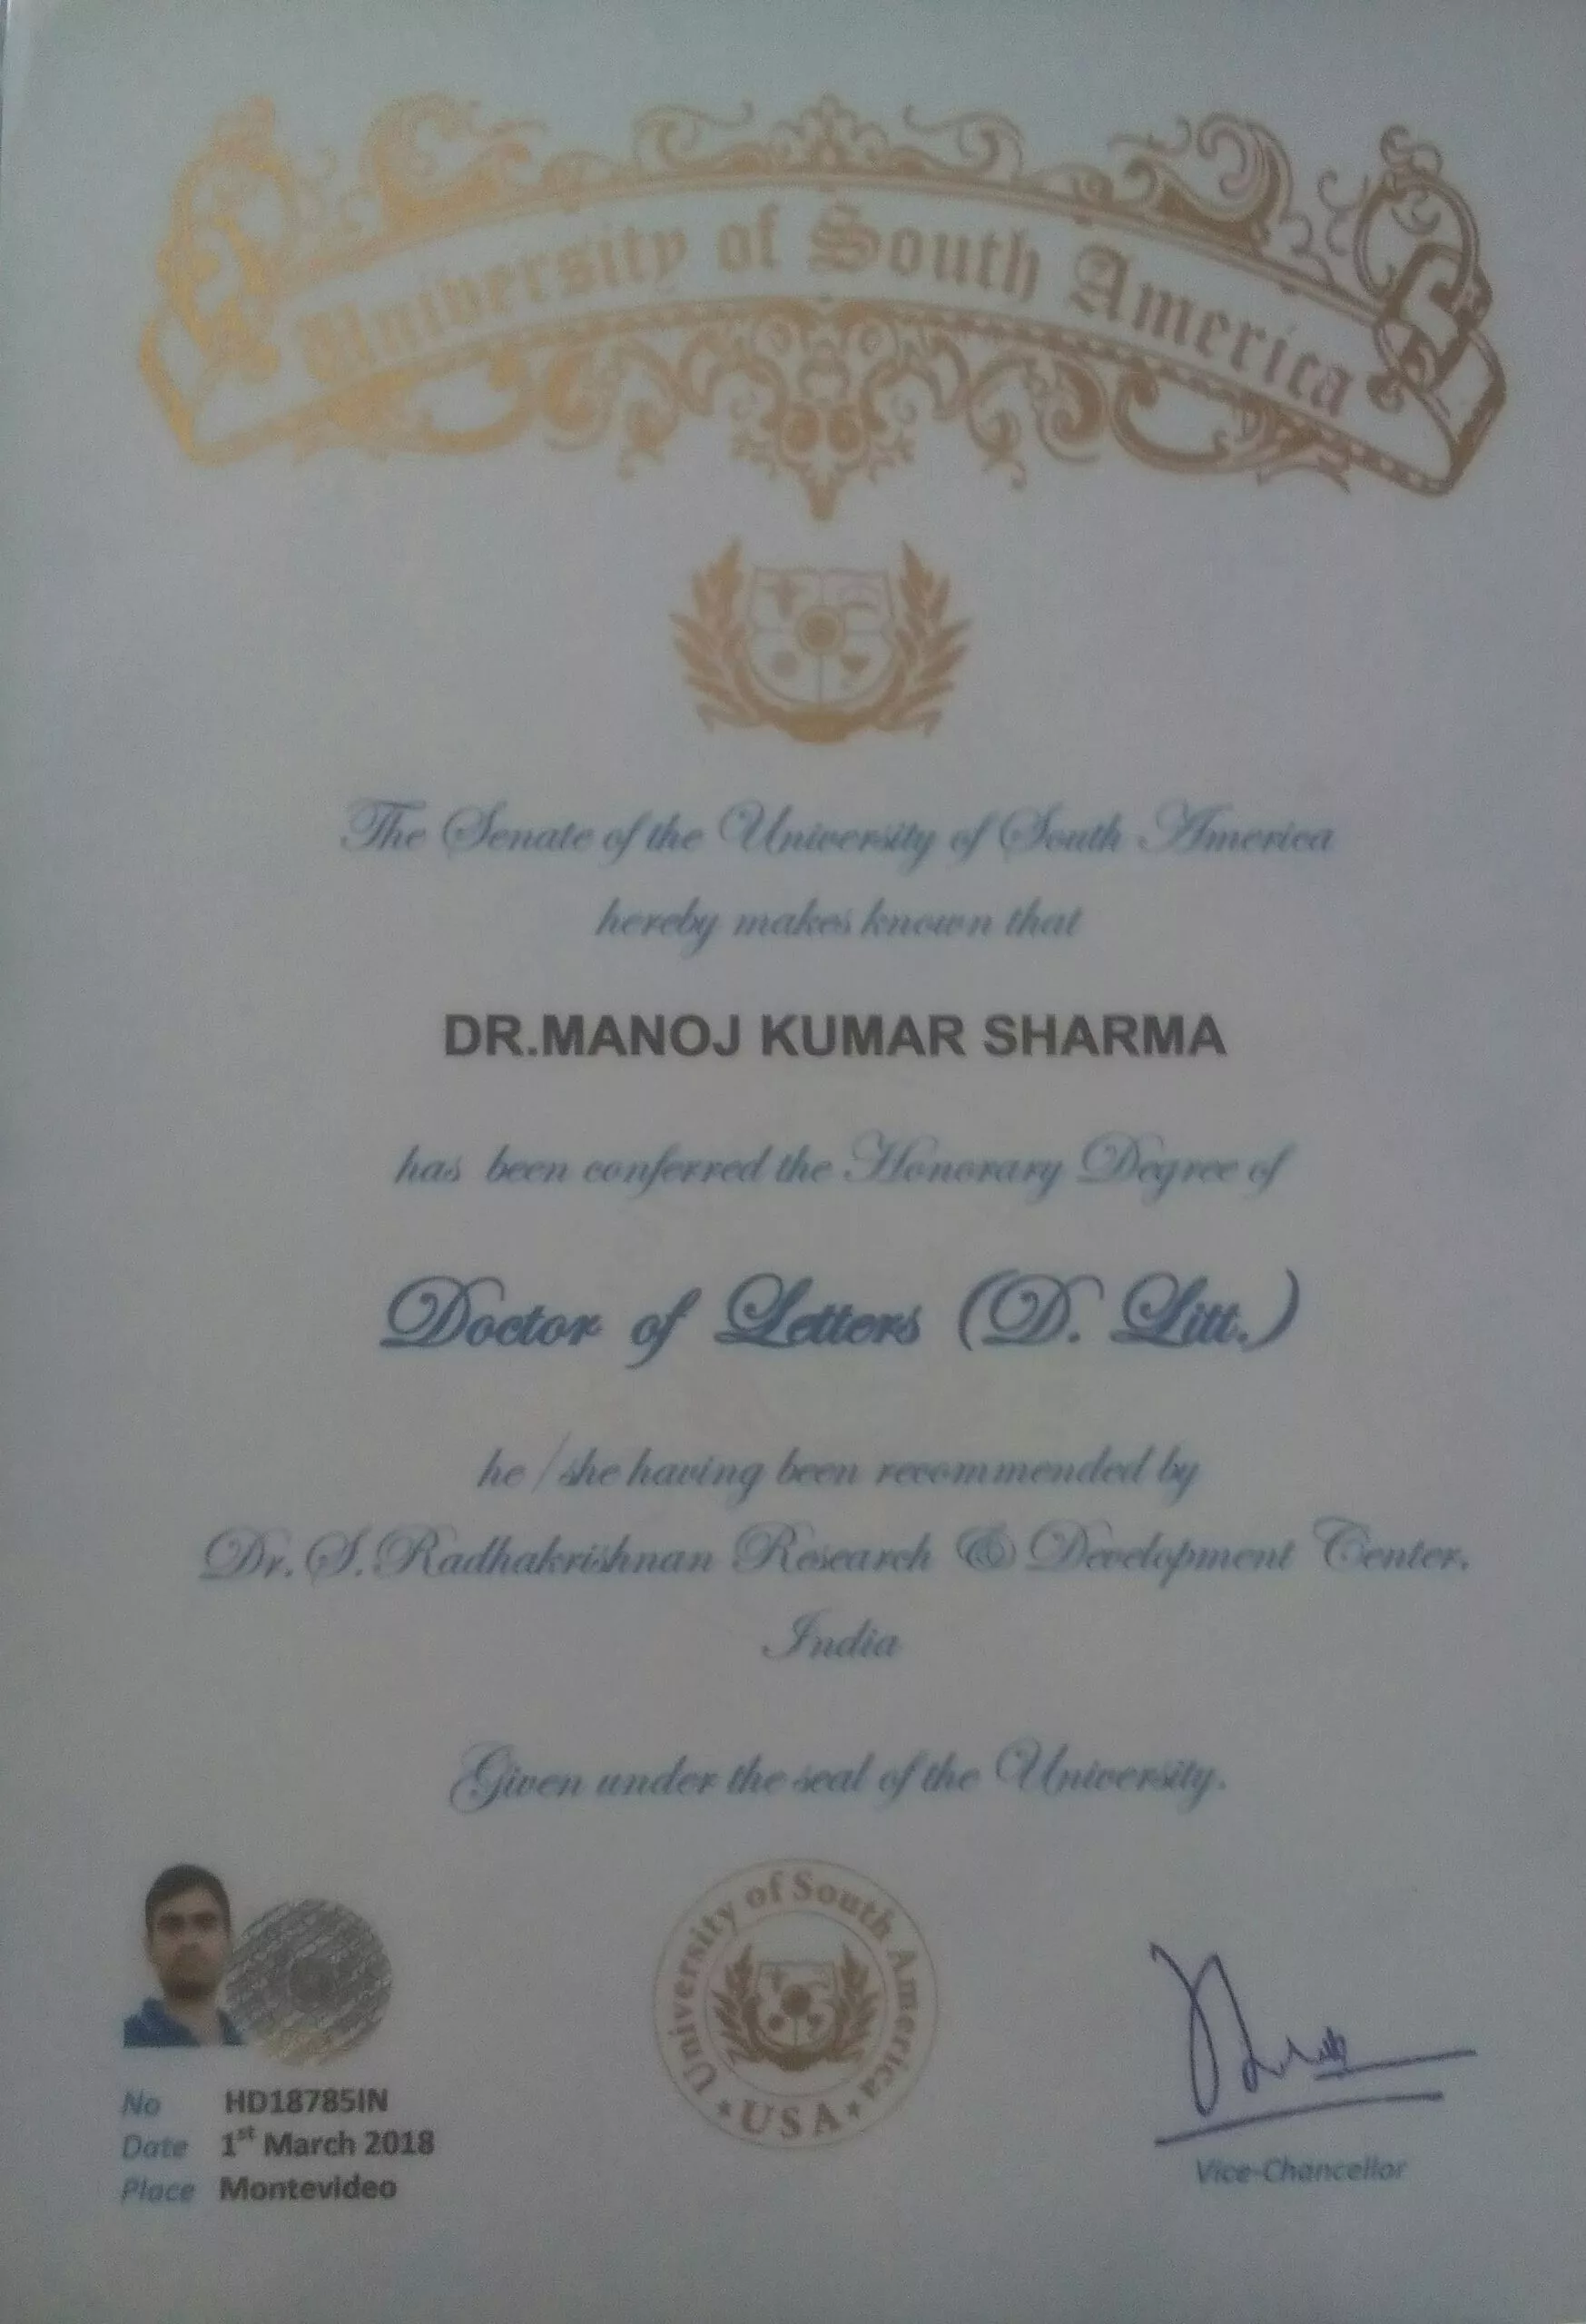 University of South America
The Senate of the University of South America
hereby makes known that
DR.MANOJ KUMAR SHARMA
has been conferred the Honorary Degree of
Doctor of Letters (D. Litt.)
he / she having been recommended by
Dr. S. Radhakrishnan Research & Development Center,
India
Given under the seal of the University.
University of South America
USA
No HD18785IN
Date 1st March 2018
Place Montevideo
Vice-Chancellor